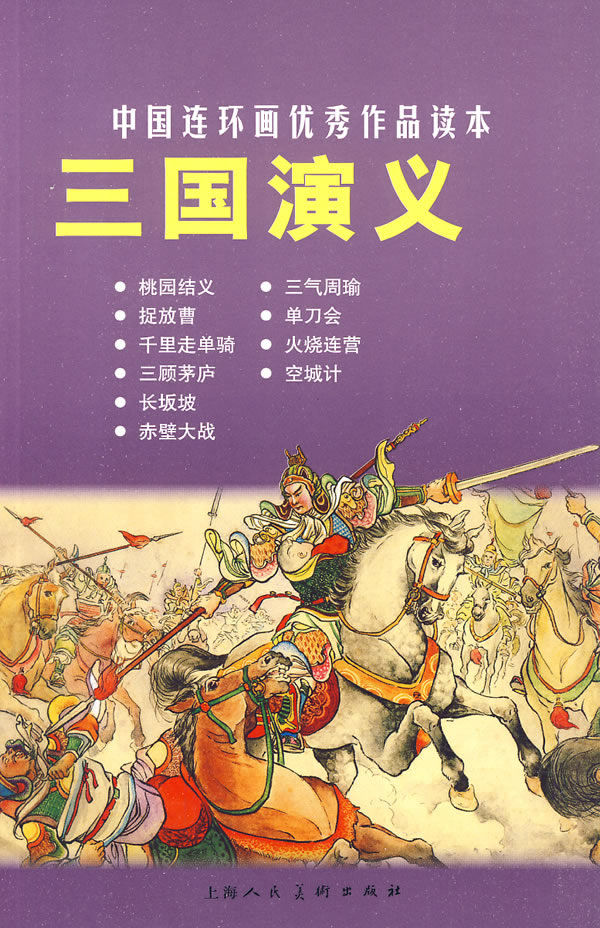 中国连环画优秀作品读本
三国演义
● 桃园结义
● 捉放曹
● 千里走单骑
● 三顾茅庐
● 长坂坡
● 赤壁大战
● 三气周瑜
● 单刀会
● 火烧连营
● 空城计
上海人民美術出版社